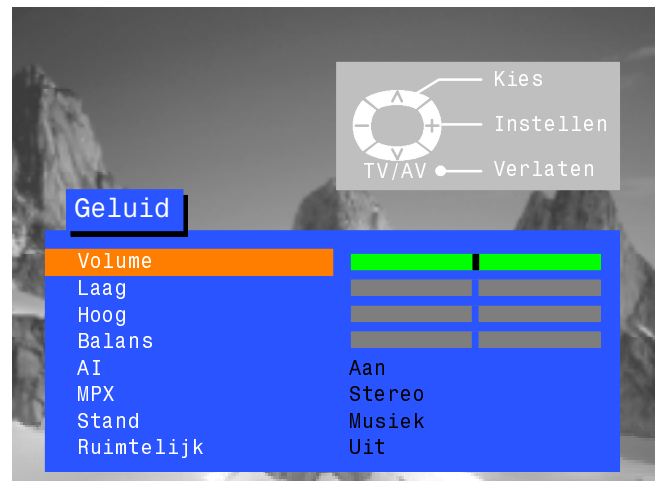 Kies
Instellen
TV/AV Verlaten
Geluid
Volume
Laag
Hoog
Balans
AI Aan
MPX Stereo
Stand Musiek
Ruimtelijk Uit